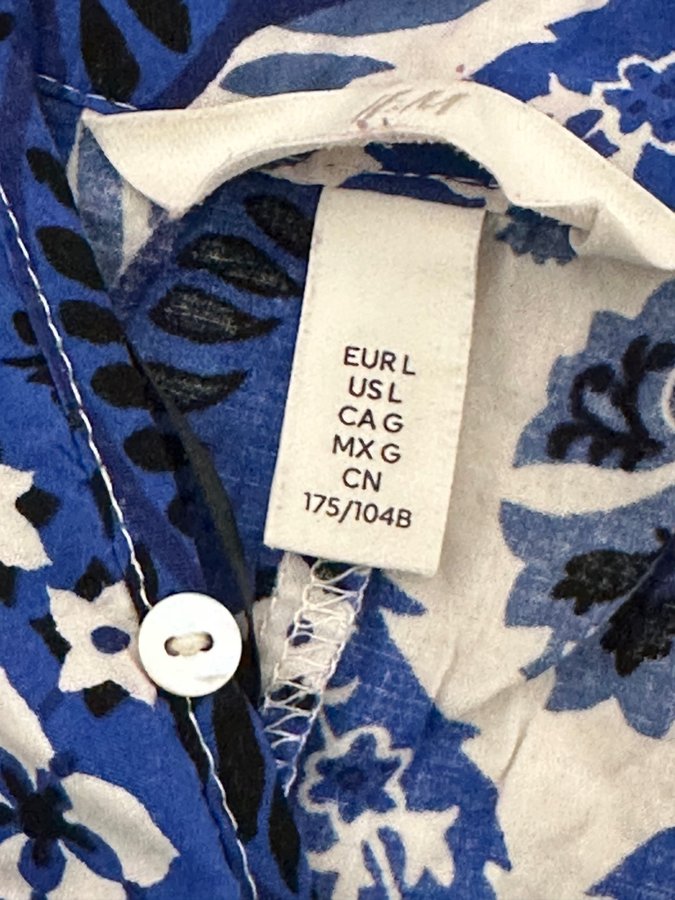 H&M
EUR L
US L
CA G
MX G
CN
175/104B